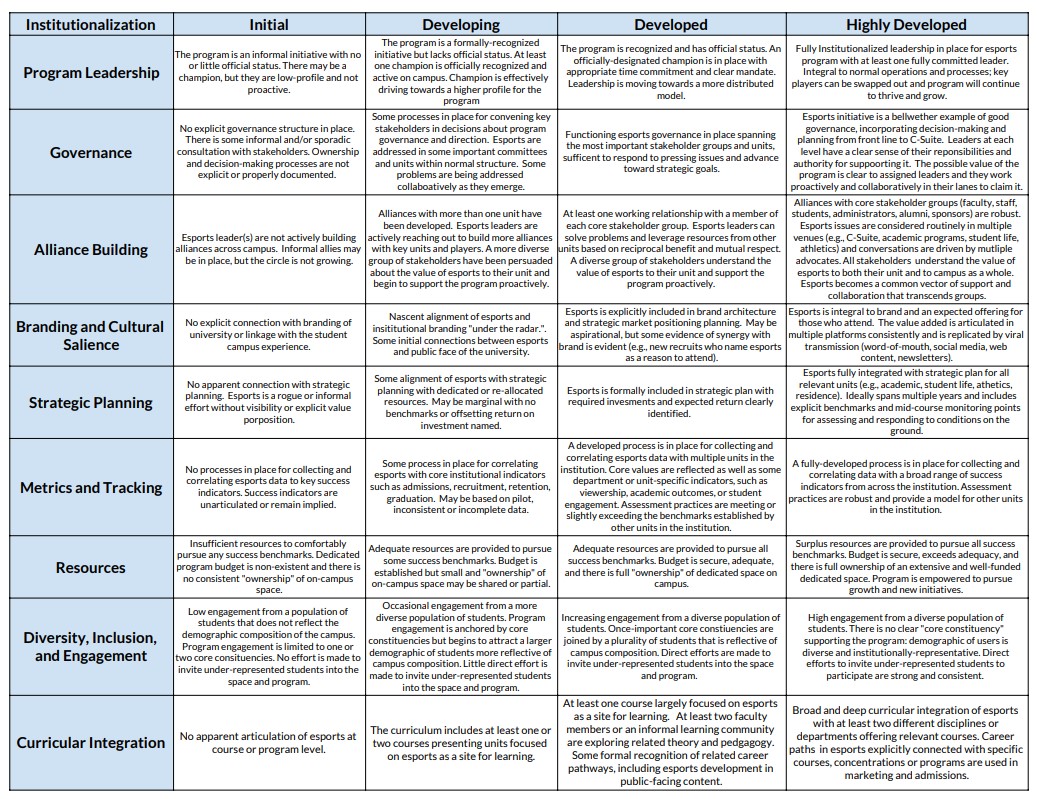 Institutionalization
Initial
Developing
Developed
Highly Developed
Program Leadership
The program is an informal initiative with no
or little official status. There may be a
champion, but they are low-profile and not
proactive.
The program is a formally-recognized
initiative but lacks official status. At least
one champion is officially recognized and
active on campus. Champion is effectively
driving towards a higher profile for the
program
The program is recognized and has official status. An
officially-designated champion is in place with
appropriate time commitment and clear mandate.
Leadership is moving towards a more distributed
model.
Fully Institutionalized leadership in place for esports
program with at least one fully committed leader.
Integral to normal operations and processes; key
players can be swapped out and program will continue
to thrive and grow.
Governance
No explicit governance structure in place.
There is some informal and/or sporadic
consultation with stakeholders. Ownership
and decision-making processes are not
explicit or properly documented.
Some processes in place for convening key
stakeholders in decisions about program
governance and direction. Esports are
addressed in some important committees
and units within normal structure. Some
problems are being addressed
collaboatively as they emerge.
Functioning esports governance in place spanning
the most important stakeholder groups and units,
sufficent to respond to pressing issues and advance
toward strategic goals.
Esports initiative is a bellwether example of good
governance, incorporating decision-making and
planning from front line to C-Suite. Leaders at each
level have a clear sense of their reponsibilities and
authority for suppoorting it. The possible value of the
program is clear to assigned leaders and they work
proactively and collaboratively in their lanes to claim it.
Alliance Building
Esports leader(s) are not actively building
alliances across campus. Informal allies may
be in place, but the circle is not growing.
Alliances with more than one unit have
been developed. Esports leaders are
actively reaching out to build more alliances
with key units and players. A more diverse
group of stakeholders have been persuaded
about the value of esports to their unit and
begin to support the program proactively.
At least one working relationship with a member of
each core stakeholder group. Esports leaders can
solve problems and leverage resources from other
units based on reciprocal benefit and mutual respect.
A diverse group of stakeholders understand the
value of esports to their unit and support the
program proactively.
Alliances with core stakeholder groups (faculty, staff,
students, administrators, alumni, sponsors) are robust.
Esports issues are considered routinely in multiple
venues (e.g., C-Suite, academic programs, student life,
athletics) and conversations are driven by mutliple
advocates. All stakeholders understand the value of
esports to both their unit and to campus as a whole.
Esports becomes a common vector of support and
collaboration that transcends groups.
Branding and Cultural
Salience
No explicit connection with branding of
university or linkage with the student
campus experience.
Nascent alignment of esports and
insitutional branding "under the radar.".
Some initial connections between esports
and public face of the university.
Esports is explicitly included in brand architecture
and strategic market positioning planning. May be
aspirational, but some evidence of synergy with
brand is evident (e.g., new recruits who name esports
as a reason to attend).
Esports is integral to brand and an expected offering for
those who attend. The value added is articulated in
multiple platforms consistently and is replicated by viral
transmission (word-of-mouth, social media, web
content, newsletters).
Strategic Planning
No apparent connection with strategic
planning. Esports is a rogue or informal
effort without visibility or explicit value
porposition.
Some alignment of esports with strategic
planning with dedicated or re-allocated
resources. May be marginal with no
benchmarks or offsetting return on
investment named.
Esports is formally included in strategic plan with
required invesments and expected return clearly
identified.
Esports fully integrated with strategic plan for all
relevant units (e.g., academic, student life, athetics,
residence). Ideally spans multiple years and includes
explicit benchmarks and mid-course monitoring points
for assessing and responding to conditions on the
ground.
Metrics and Tracking
No processes in place for collecting and
correlating esports data to key success
indicators. Success indicators are
unarticulated or remain implied.
Some process in place for correlating
esports with core institutional indicators
such as admissions, recruitment, retention,
graduation. May be based on pilot,
inconsistent or incomplete data.
A developed process is in place for collecting and
correlating esports data with multiple units in the
institution. Core values are reflected as well as some
department or unit-specific indicators, such as
viewership, academic outcomes, or student
engagement. Assessment practices are meeting or
slightly exceeding the benchmarks established by
other units in the institution.
A fully-developed process is in place for collecting and
correlating data with a broad range of success
indicators from across the institution. Assessment
practices are robust and provide a model for other units
in the institution.
Resources
Insufficient resources to comfortably
pursue any success benchmarks. Dedicated
program budget is non-existent and there is
no consistent "ownership" of on-campus
space.
Adequate resources are provided to pursue
some success benchmarks. Budget is
established but small and "ownership" of
on-campus space may be shared or partial.
Adequate resources are provided to pursue all
success benchmarks. Budget is secure, adequate,
and there is full "ownership" of dedicated space on
campus.
Surplus resources are provided to pursue all success
benchmarks. Budget is secure, exceeds adequacy, and
there is full ownership of an extensive and well-funded
dedicated space. Program is empowered to pursue
growth and new initiatives.
Diversity, Inclusion,
and Engagement
Low engagement from a population of
students that does not reflect the
demographic composition of the campus.
Program engagement is limited to one or
two core consituencies. No effort is made to
invite under-represented students into the
space and program.
Occasional engagement from a more
diverse population of students. Program
engagement is anchored by core
constituencies but begins to attract a larger
demographic of students more reflective of
campus composition. Little direct effort is
made to invite under-represented students
into the space and program.
Increasing engagement from a diverse population of
students. Once-important core constiuencies are
joined by a plurality of students that is reflective of
campus composition. Direct efforts are made to
invite under-represented students into the space
and program.
High engagement from a diverse population of
students. There is no clear "core constituency"
supporting the program: demographic of users is
diverse and institutionally-representative. Direct
efforts to invite under-represented students to
participate are strong and consistent.
Curricular Integration
No apparent articulation of esports at
course or program level.
The curriculum includes at least one or
two courses presenting units focused
on esports as a site for learning.
At least one course largely focused on esports
as a site for learning. At least two faculty
members or an informal learning community
are exploring related theory and pedgagogy.
Some formal recognition of related career
pathways, including esports development in
public-facing content.
Broad and deep curricular integration of esports
with at least two different disciplines or
departments offering relevant courses. Career
paths in esports explicitly connected with specific
courses, concentrations or programs are used in
marketing and admissions.